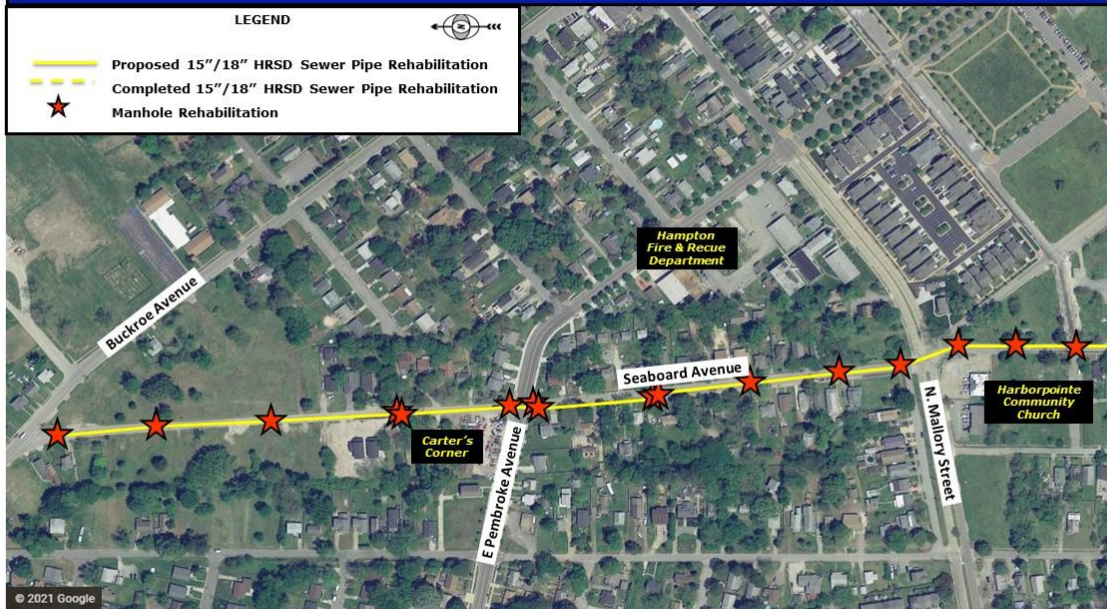 LEGEND
Proposed 15”/18” HRSD Sewer Pipe Rehabilitation
Completed 15”/18” HRSD Sewer Pipe Rehabilitation
Manhole Rehabilitation
Hampton
Fire & Recue
Department
Buckroe Avenue
Seaboard Avenue
Harborpointe
Community
Church
N. Mallory Street
Carter’s
Corner
E Pembroke Avenue
© 2021 Google